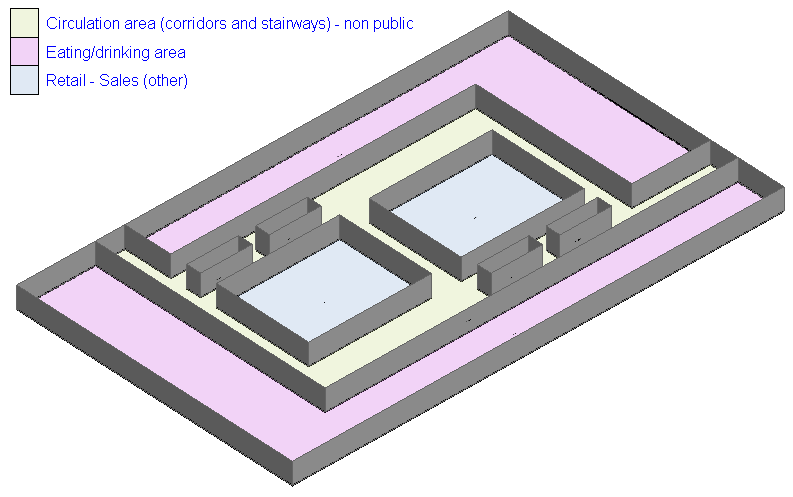 Circulation area (corridors and stairways) - non public
Eating/drinking area
Retail - Sales (other)